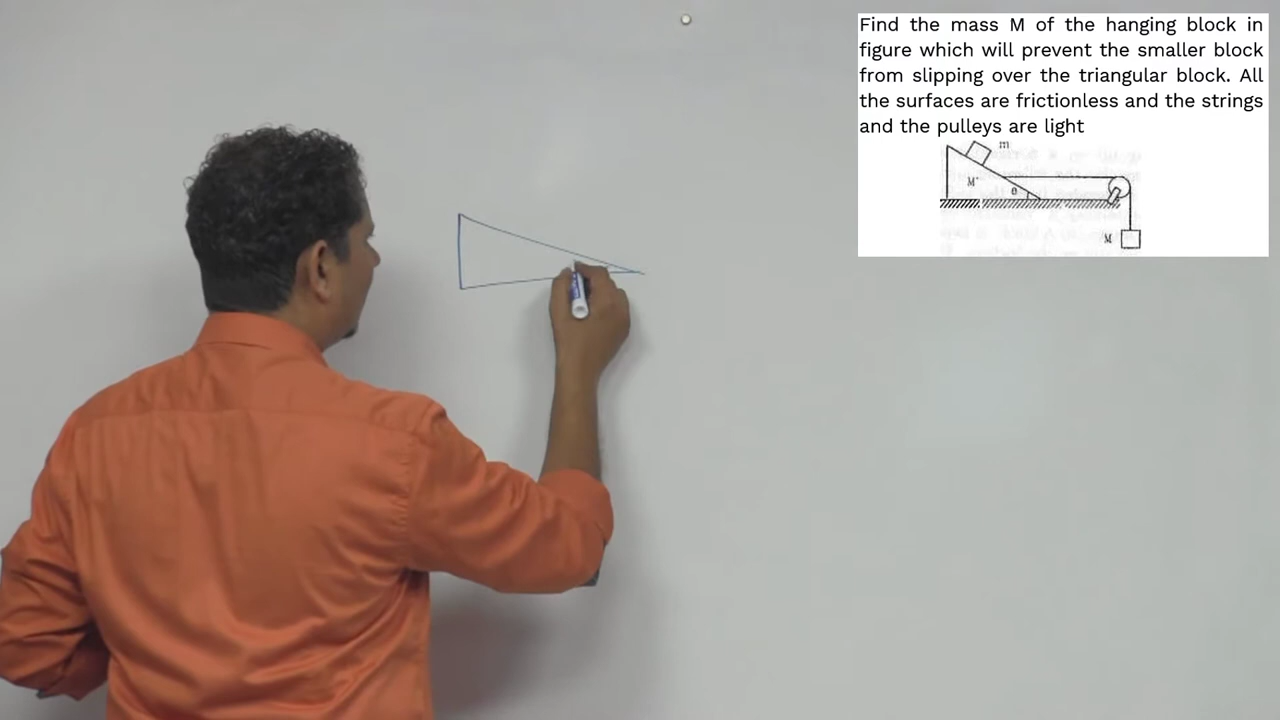 Find the mass M of the hanging block in
figure which will prevent the smaller block
from slipping over the triangular block. All
the surfaces are frictionless and the strings
and the pulleys are light
m
M'
θ
M